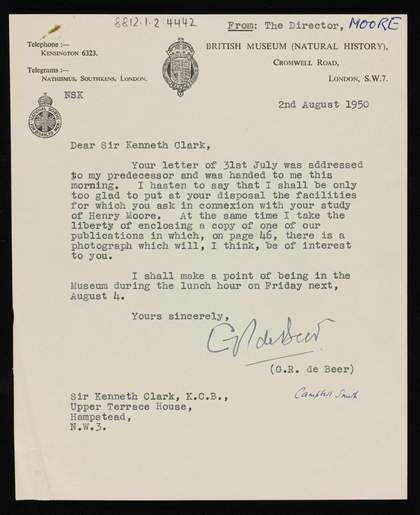 8812.1.2.4442
From: The Director, MOORE
Telephone :—
KENSINGTON 6323.
Telegrams :—
NATHISMUS, SOUTHKENS, LONDON.
BRITISH MUSEUM (NATURAL HISTORY),
CROMWELL ROAD,
LONDON, S.W.7.
NSK
2nd August 1950
Dear Sir Kenneth Clark,
Your letter of 31st July was addressed
to my predecessor and was handed to me this
morning. I hasten to say that I shall be only
too glad to put at your disposal the facilities
for which you ask in connexion with your study
of Henry Moore. At the same time I take the
liberty of enclosing a copy of one of our
publications in which, on page 46, there is a
photograph which will, I think, be of interest
to you.
I shall make a point of being in the
Museum during the lunch hour on Friday next,
August 4.
Yours sincerely,
G R de Beer
(G.R. de Beer)
Campbell Smith
Sir Kenneth Clark, K.C.B.,
Upper Terrace House,
Hampstead,
N.W.3.